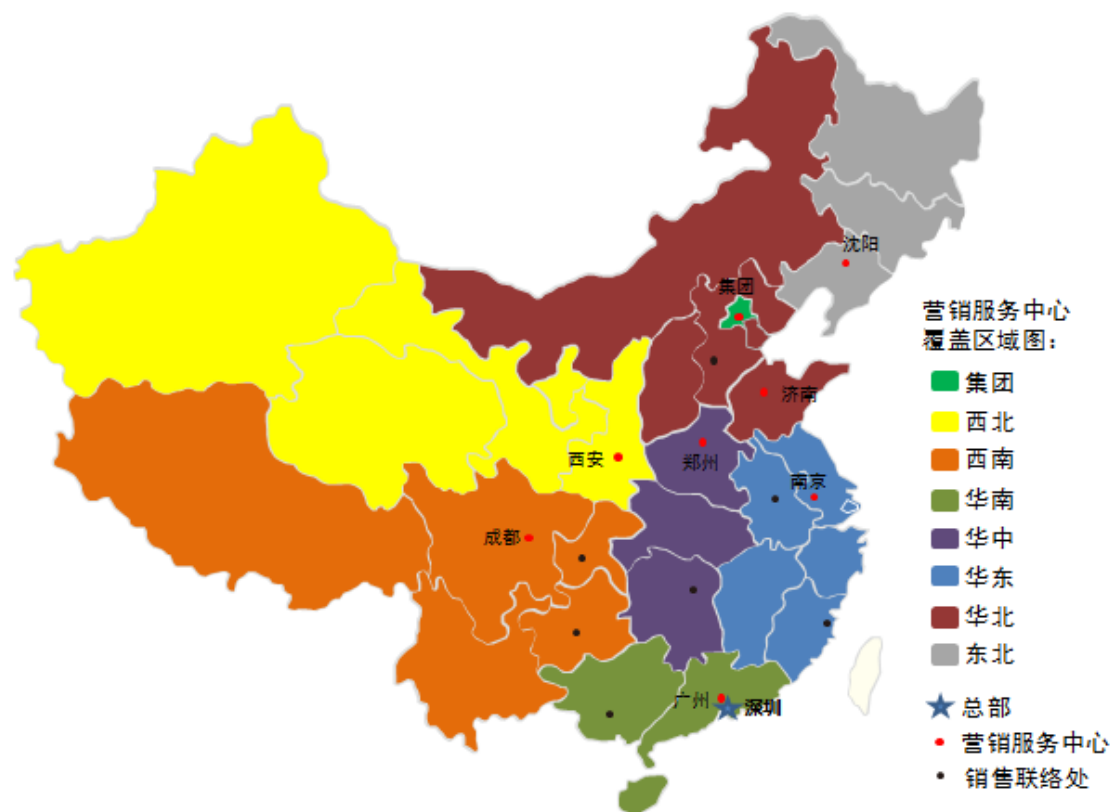 沈阳
集团
济南
西安
郑州
南京
成都
广州
深圳
营销服务中心
覆盖区域图：
集团
西北
西南
华南
华中
华东
华北
东北
总部
营销服务中心
销售联络处